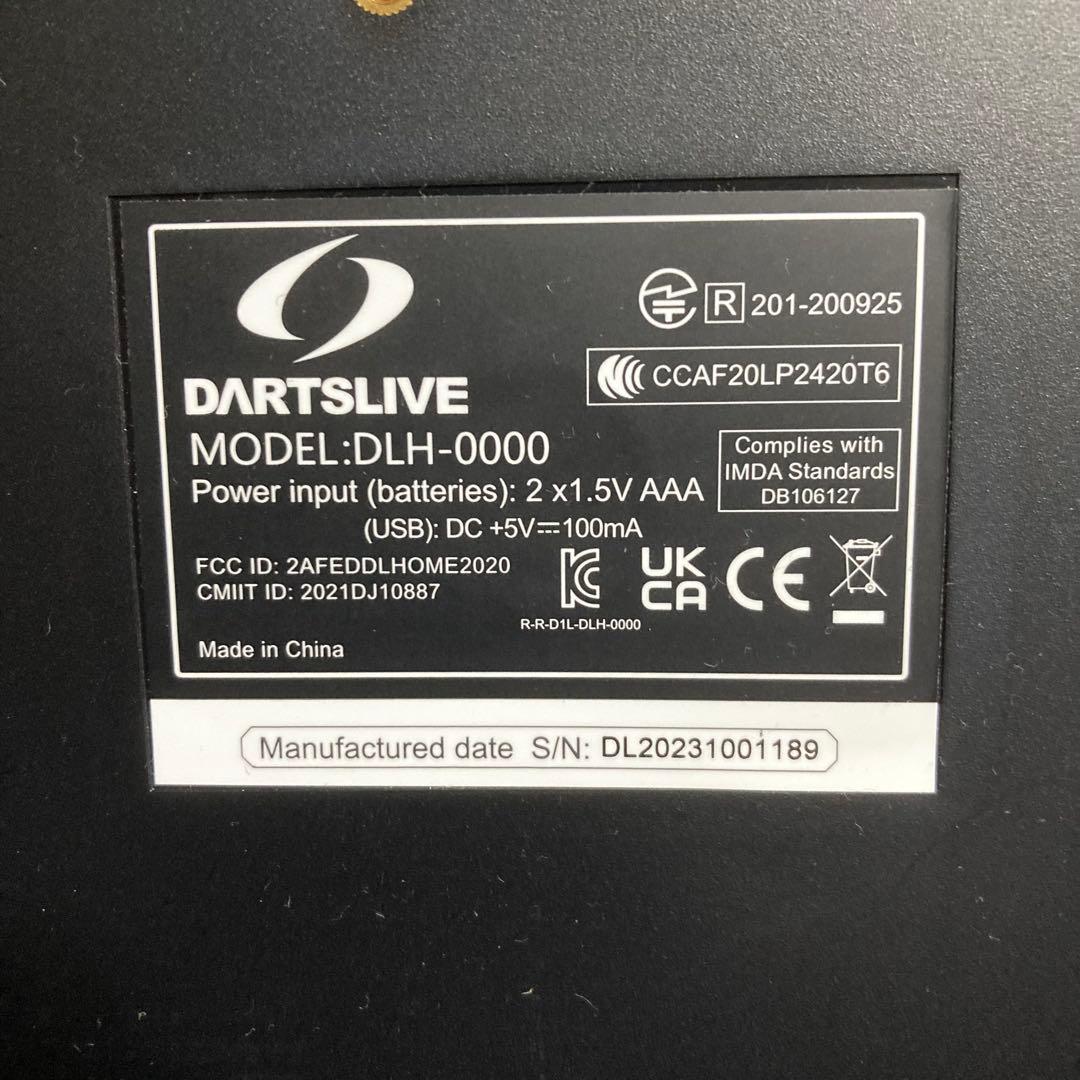 DARTSLIVE
MODEL:DLH-0000
Power input (batteries): 2 x1.5V AAA
(USB): DC +5V⎓100mA
FCC ID: 2AFEDDLHOME2020
CMIIT ID: 2021DJ10887
Made in China
R 201-200925
CCAF20LP2420T6
Complies with
IMDA Standards
DB106127
R-R-D1L-DLH-0000
UK
CA
CE
Manufactured date S/N: DL20231001189